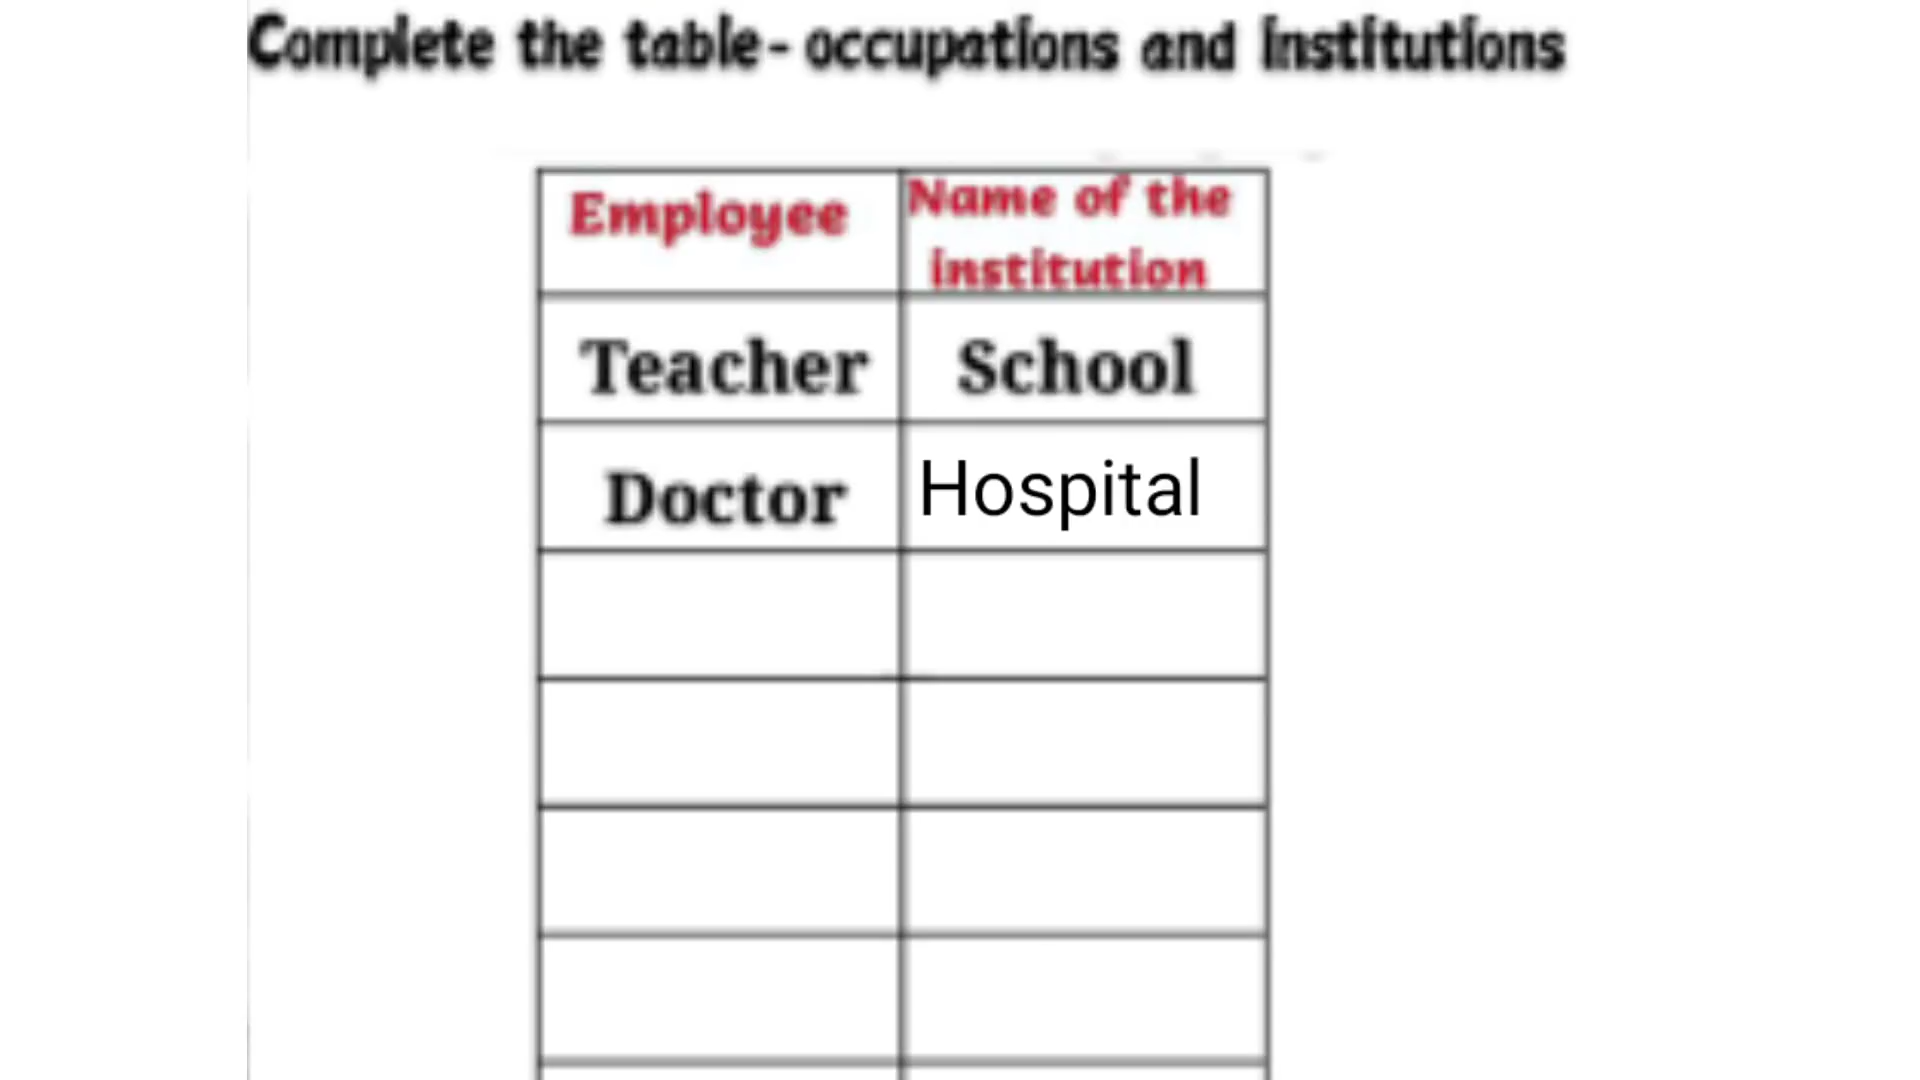 Complete the table- occupations and institutions
Employee
Name of the
institution
Teacher
School
Doctor
Hospital